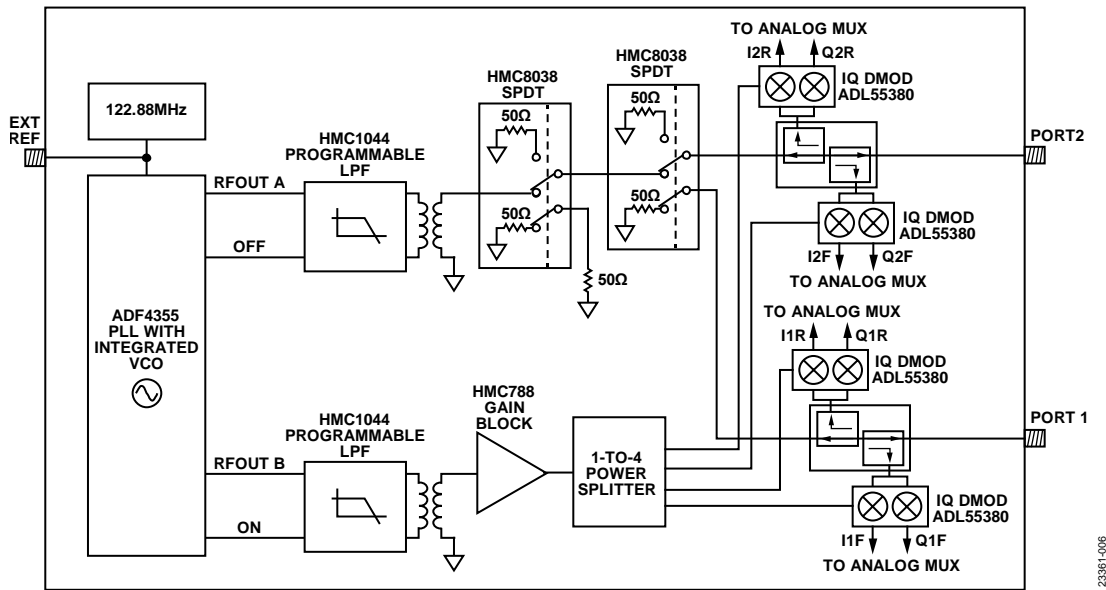 TO ANALOG MUX
I2R
Q2R
HMC8038
SPDT
HMC8038
SPDT
IQ DMOD
ADL55380
122.88MHz
50Ω
50Ω
EXT
REF
HMC1044
PROGRAMMABLE
LPF
PORT2
RFOUT A
50Ω
50Ω
IQ DMOD
ADL55380
OFF
50Ω
I2F
Q2F
TO ANALOG MUX
ADF4355
PLL WITH
INTEGRATED
VCO
TO ANALOG MUX
I1R
Q1R
IQ DMOD
ADL55380
HMC1044
PROGRAMMABLE
LPF
HMC788
GAIN
BLOCK
PORT 1
RFOUT B
1-TO-4
POWER
SPLITTER
IQ DMOD
ADL55380
ON
I1F
Q1F
TO ANALOG MUX
23361-006